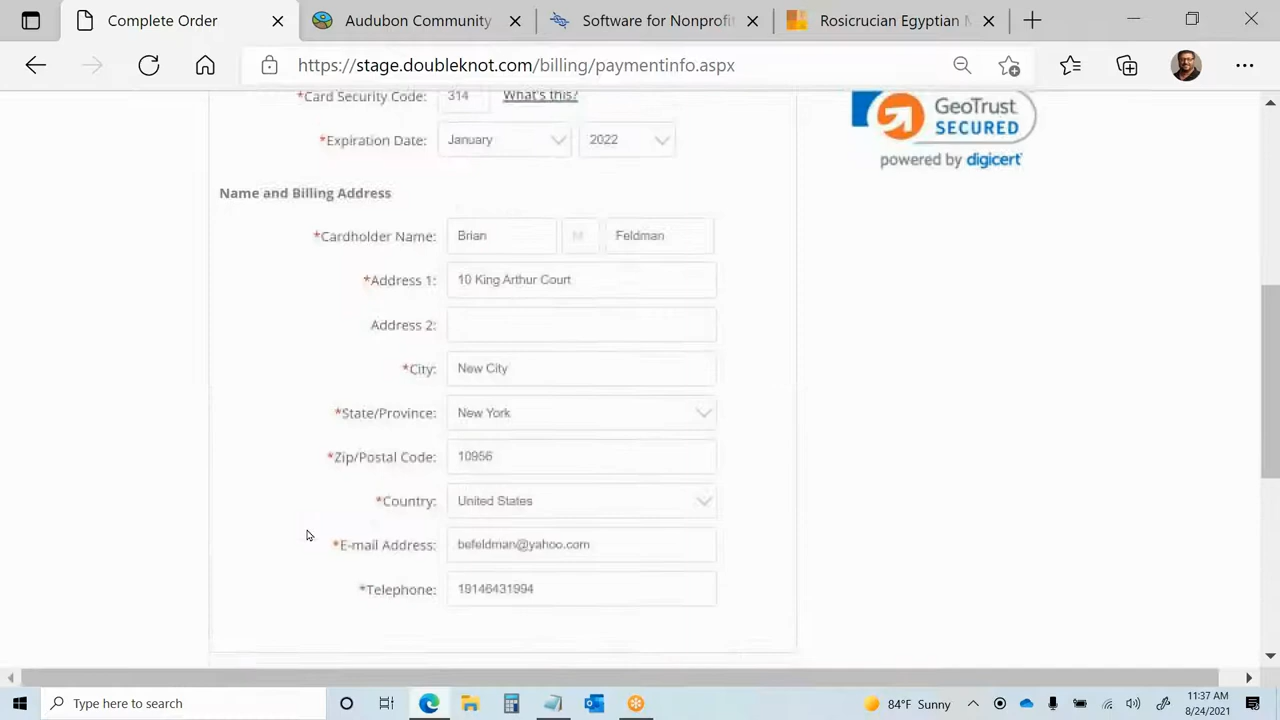 Complete Order
Audubon Community
Software for Nonprofit
Rosicrucian Egyptian M
https://stage.doubleknot.com/billing/paymentinfo.aspx
*Card Security Code: 314 What's this?
*Expiration Date: January 2022
GeoTrust
SECURED
powered by digicert
Name and Billing Address
*Cardholder Name: Brian M Feldman
*Address 1: 10 King Arthur Court
Address 2:
*City: New City
*State/Province: New York
*Zip/Postal Code: 10956
*Country: United States
*E-mail Address: befeldman@yahoo.com
*Telephone: 19146431994
Type here to search
84°F Sunny
11:37 AM
8/24/2021